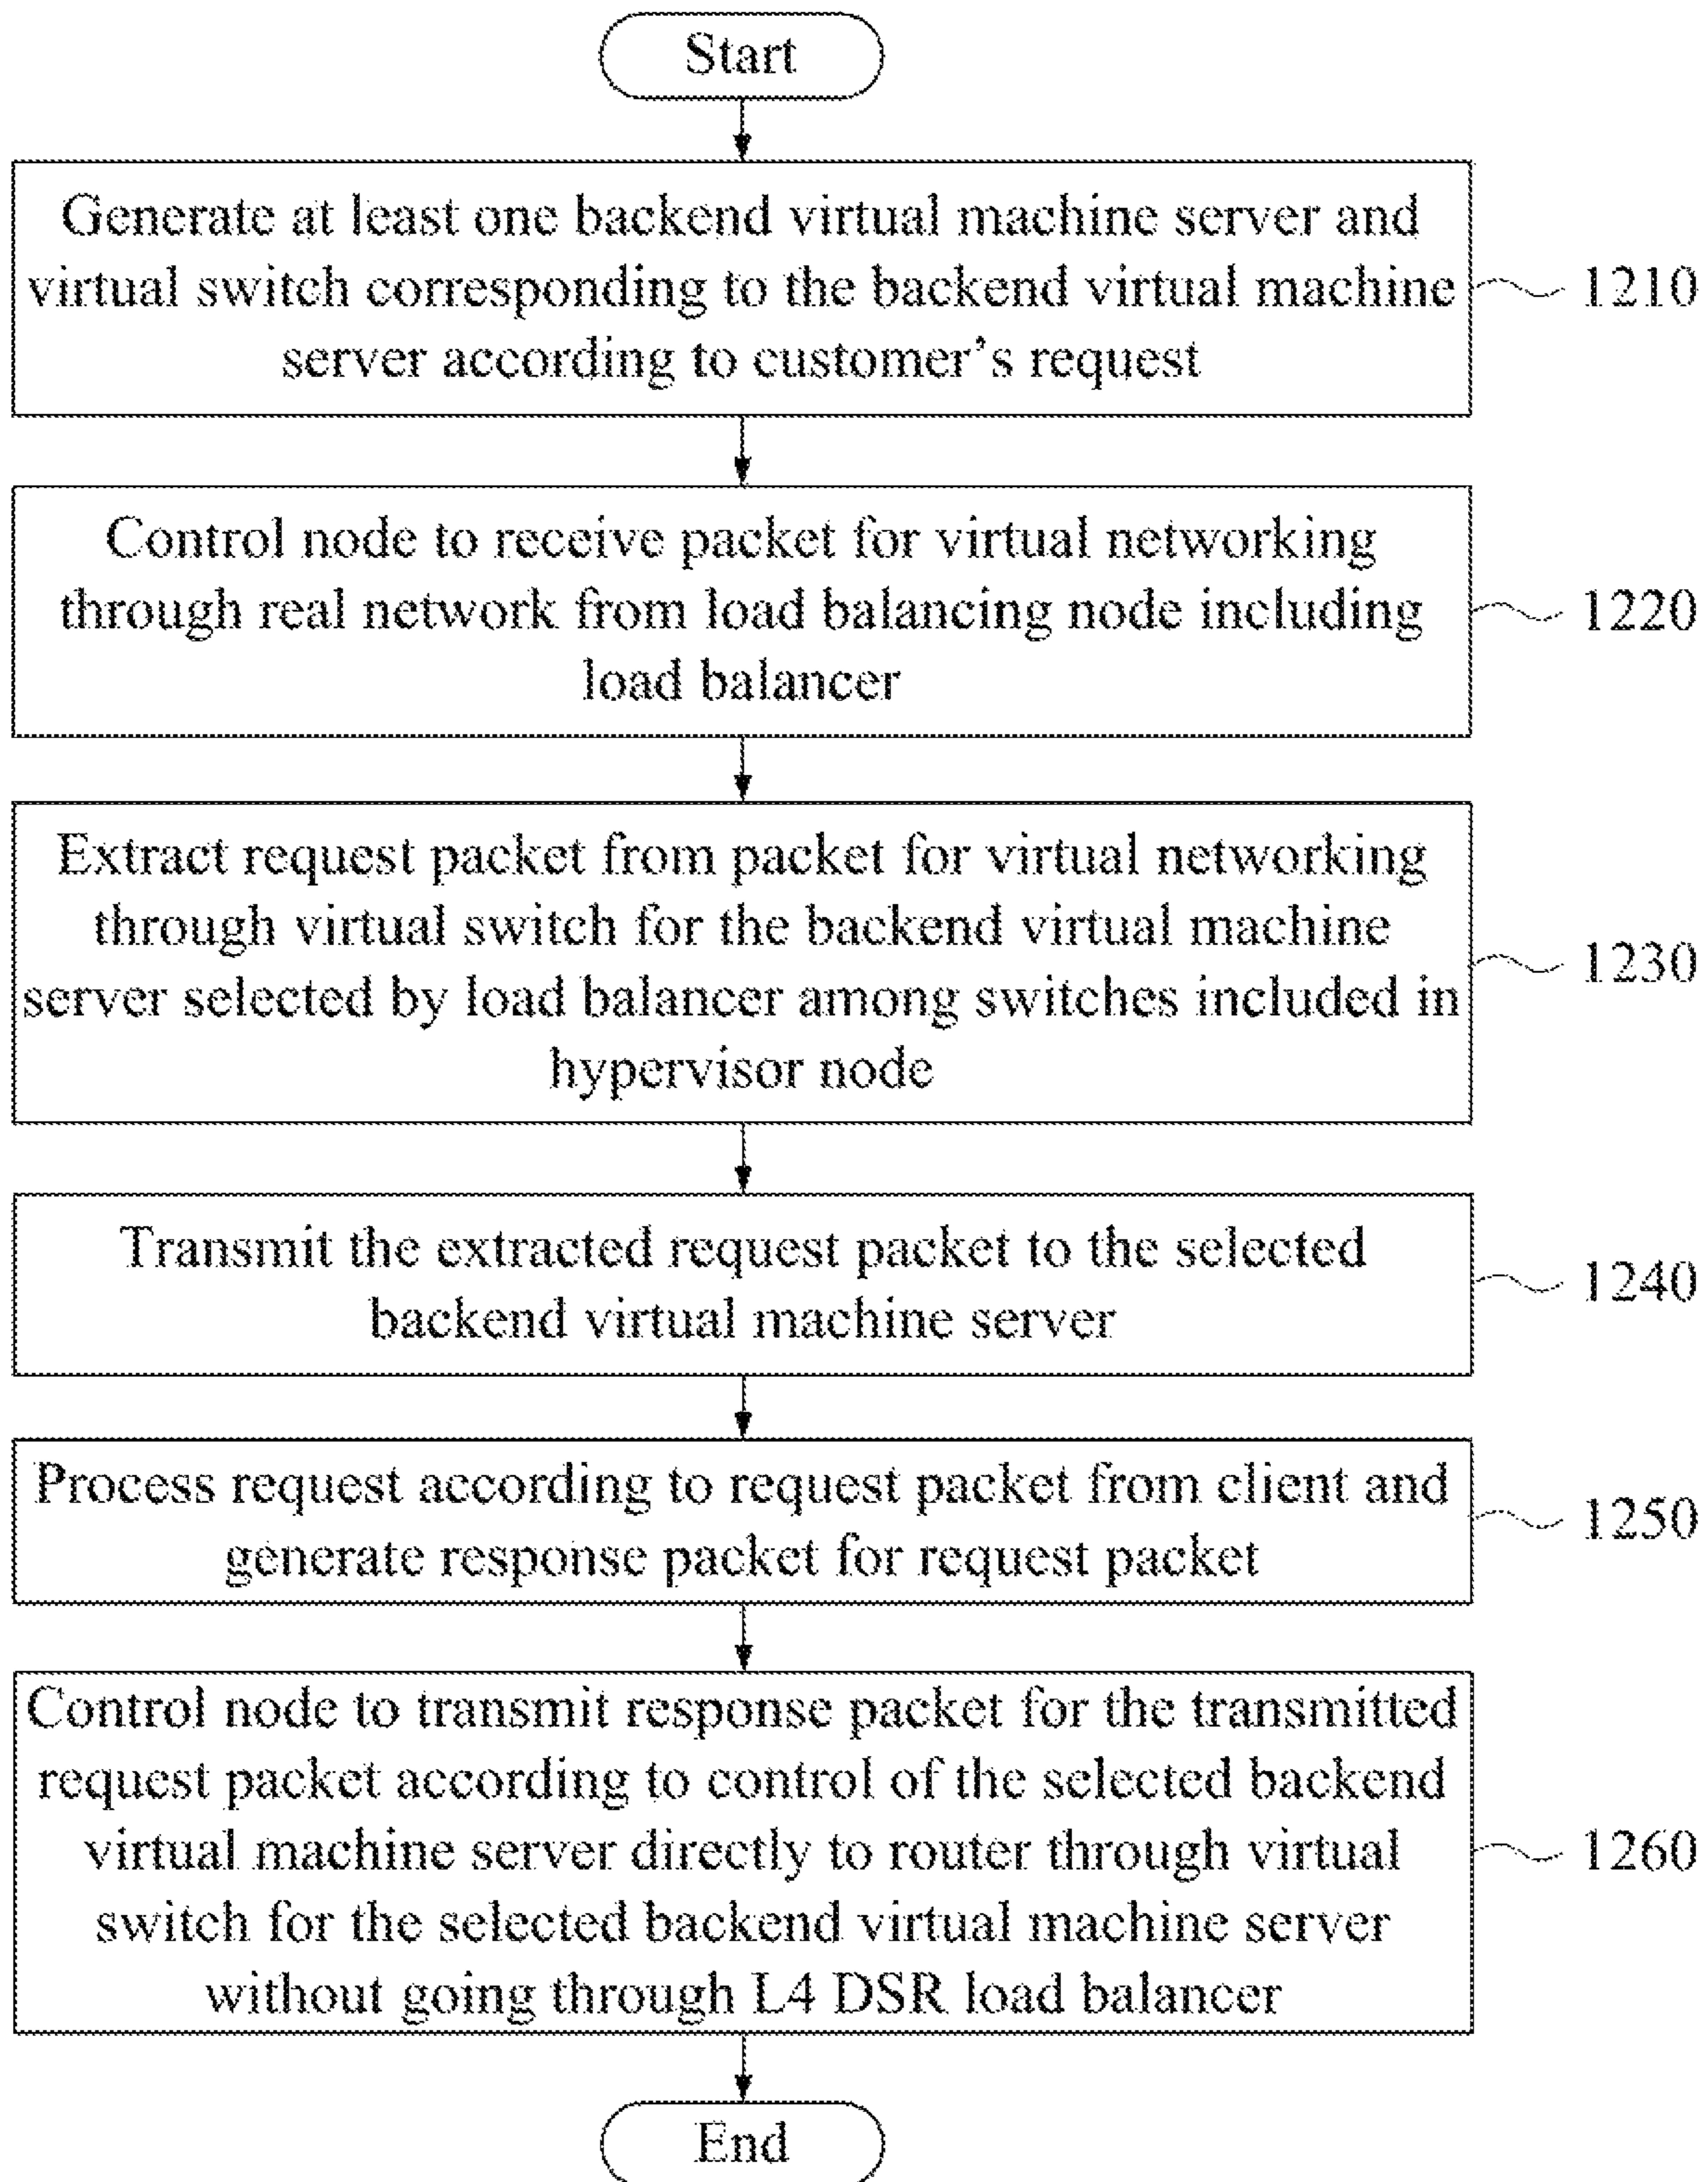 Start
Generate at least one backend virtual machine server and
virtual switch corresponding to the backend virtual machine
server according to customer's request
1210
Control node to receive packet for virtual networking
through real network from load balancing node including
load balancer
1220
Extract request packet from packet for virtual networking
through virtual switch for the backend virtual machine
server selected by load balancer among switches included in
hypervisor node
1230
Transmit the extracted request packet to the selected
backend virtual machine server
1240
Process request according to request packet from client and
generate response packet for request packet
1250
Control node to transmit response packet for the transmitted
request packet according to control of the selected backend
virtual machine server directly to router through virtual
switch for the selected backend virtual machine server
without going through L4 DSR load balancer
1260
End